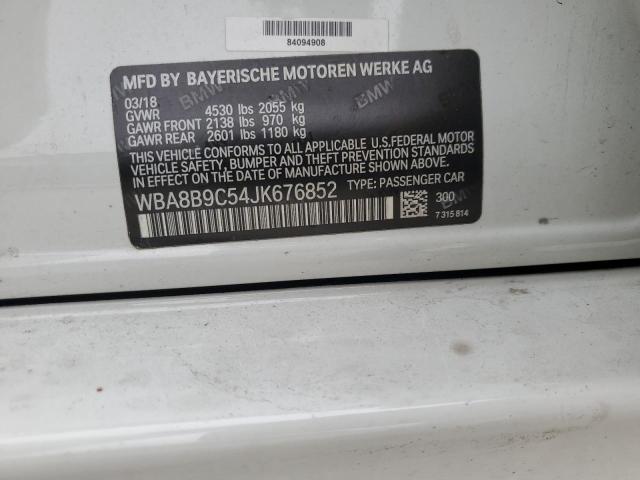 84094908
MFD BY BAYERISCHE MOTOREN WERKE AG
03/18
GVWR 4530 lbs 2055 kg
GAWR FRONT 2138 lbs 970 kg
GAWR REAR 2601 lbs 1180 kg
THIS VEHICLE CONFORMS TO ALL APPLICABLE U.S.FEDERAL MOTOR
VEHICLE SAFETY, BUMPER AND THEFT PREVENTION STANDARDS
IN EFFECT ON THE DATE OF MANUFACTURE SHOWN ABOVE.
WBA8B9C54JK676852 TYPE: PASSENGER CAR
300
7 315 814